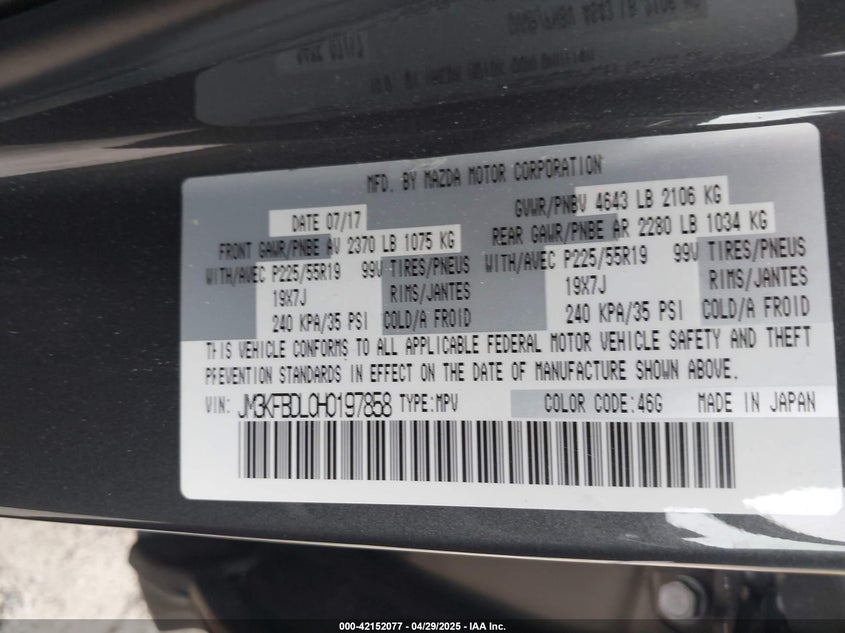 MFD. BY MAZDA MOTOR CORPORATION
DATE 07/17 GVWR/PNBV 4643 LB 2106 KG
FRONT GAWR/PNBE AV 2370 LB 1075 KG REAR GAWR/PNBE AR 2280 LB 1034 KG
WITH/AVEC P225/55R19 99V TIRES/PNEUS WITH/AVEC P225/55R19 99V TIRES/PNEUS
19X7J RIMS/JANTES 19X7J RIMS/JANTES
240 KPA/35 PSI COLD/A FROID 240 KPA/35 PSI COLD/A FROID
THIS VEHICLE CONFORMS TO ALL APPLICABLE FEDERAL MOTOR VEHICLE SAFETY AND THEFT
PREVENTION STANDARDS IN EFFECT ON THE DATE OF MANUFACTURE SHOWN ABOVE.
VIN: JM3KFBDL0H0197858 TYPE:MPV COLOR CODE:46G MADE IN JAPAN
000-42152077 - 04/29/2025 - IAA Inc.